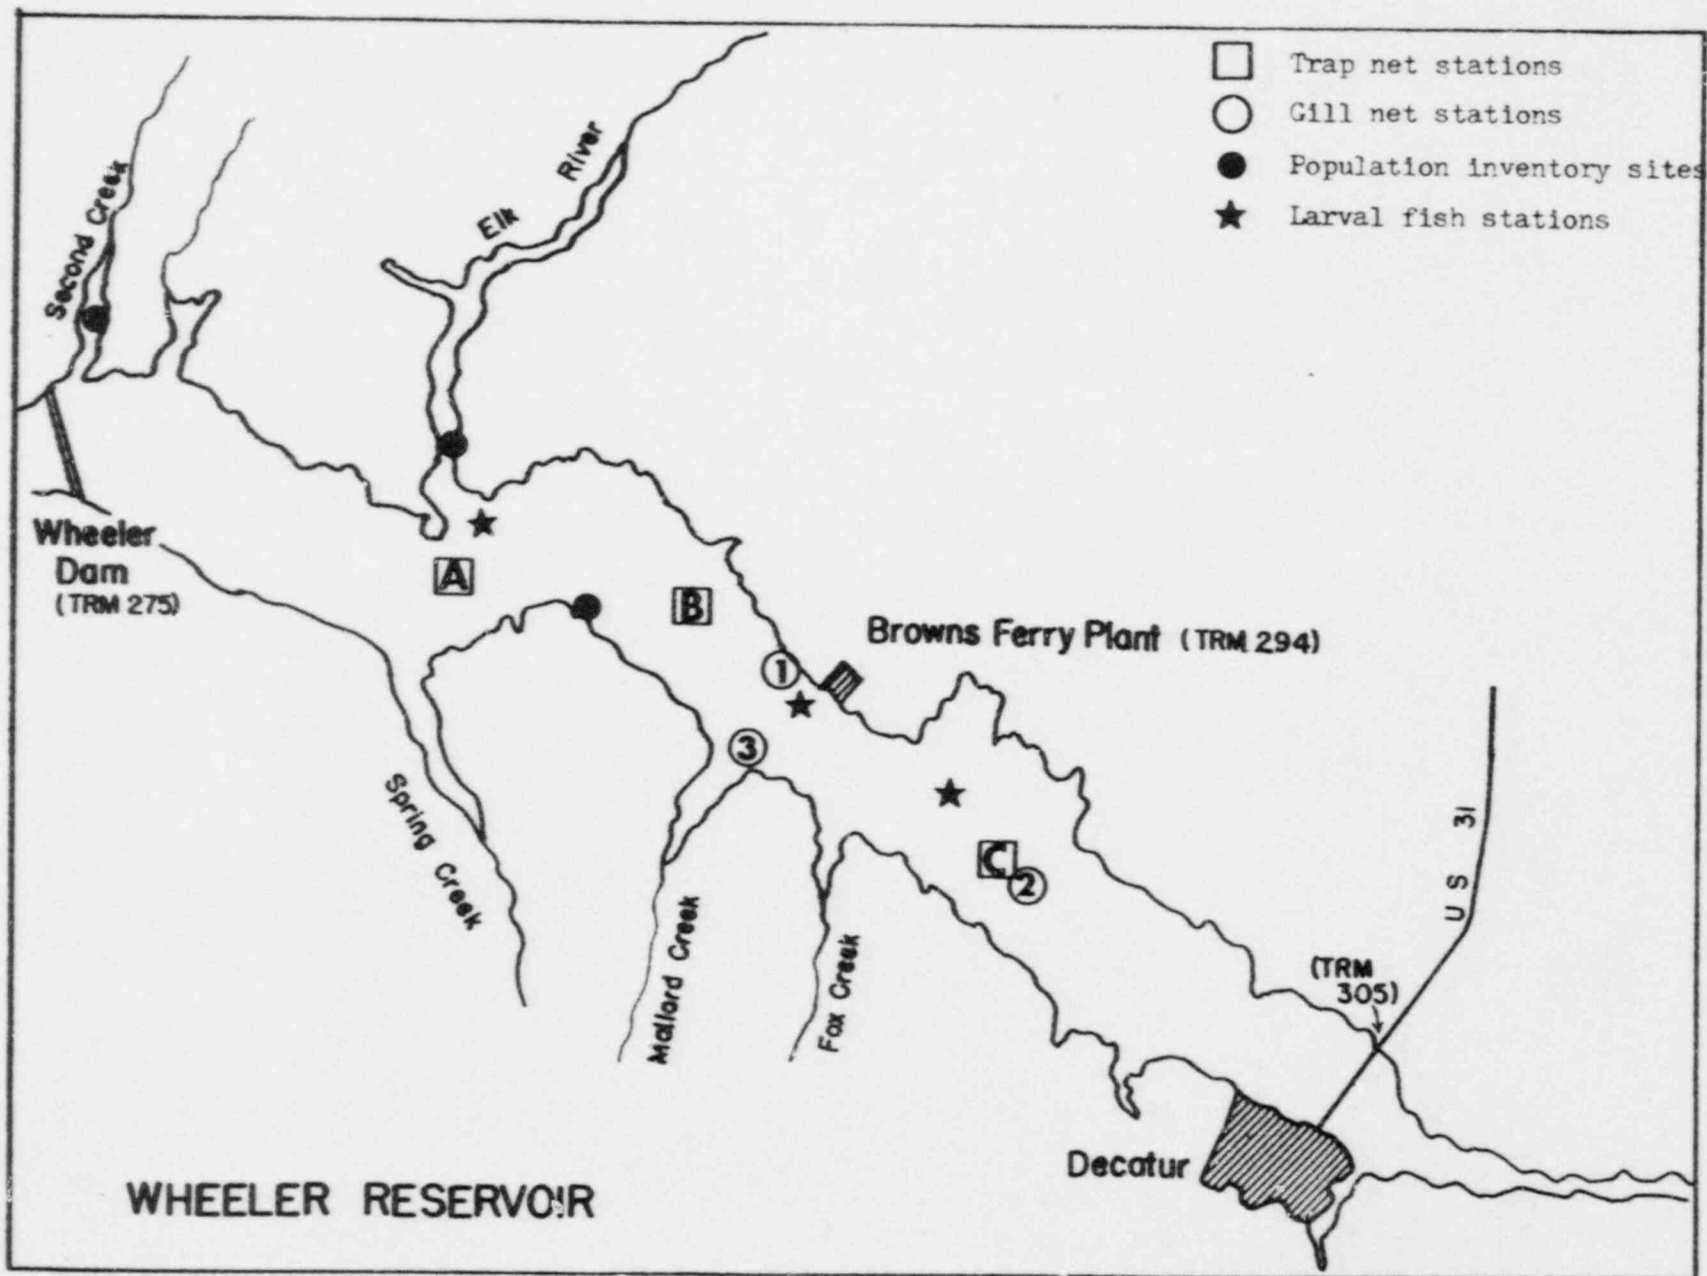 Trap net stations
Gill net stations
Population inventory sites
Larval fish stations
Second Creek
Elk River
Wheeler
Dam
(TRM 275)
A
B
Browns Ferry Plant (TRM 294)
1
3
C
2
Spring Creek
Mallard Creek
Fox Creek
US 31
(TRM
305)
Decatur
WHEELER RESERVOIR